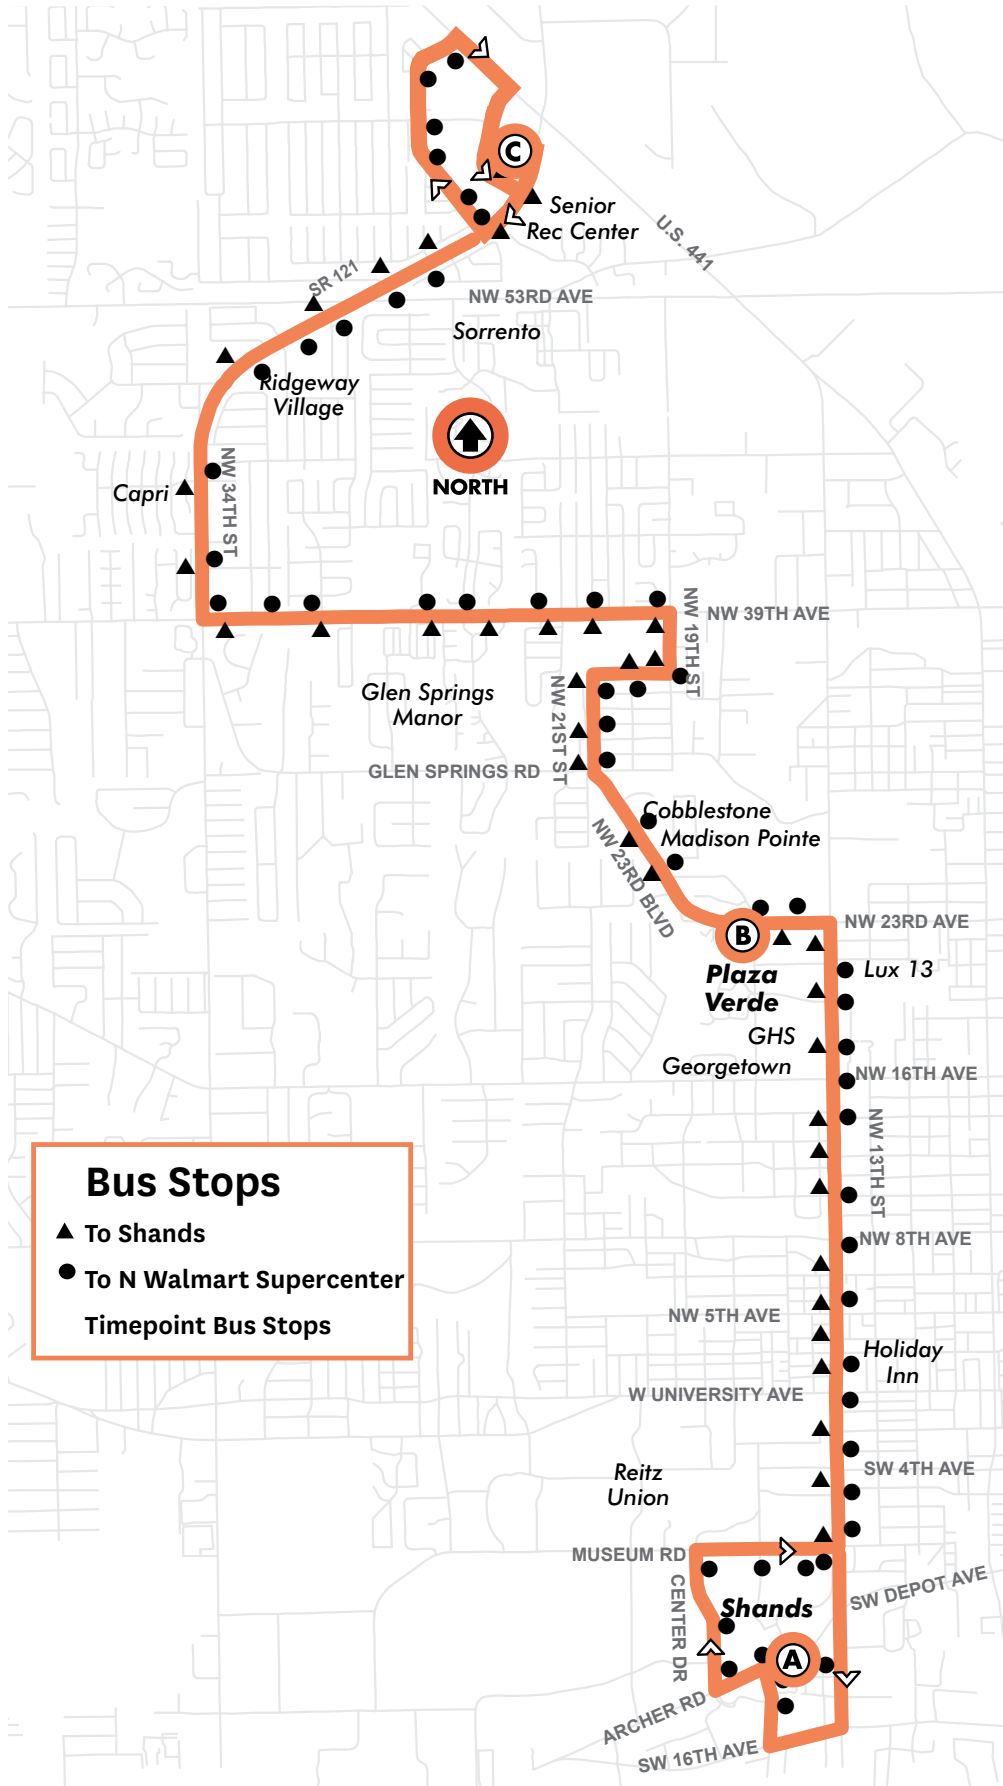 C
Senior
Rec Center
U.S. 441
SR 121
NW 53RD AVE
Sorrento
Ridgeway
Village
NORTH
Capri
NW 34TH ST
NW 39TH AVE
NW 19TH ST
Glen Springs
Manor
NW 21ST ST
GLEN SPRINGS RD
Cobblestone
Madison Pointe
NW 23RD BLVD
NW 23RD AVE
B
Plaza
Verde
Lux 13
GHS
Georgetown
NW 16TH AVE
NW 13TH ST
Bus Stops
To Shands
To N Walmart Supercenter
Timepoint Bus Stops
NW 8TH AVE
NW 5TH AVE
Holiday
Inn
W UNIVERSITY AVE
SW 4TH AVE
Reitz
Union
MUSEUM RD
CENTER DR
SW DEPOT AVE
Shands
A
ARCHER RD
SW 16TH AVE